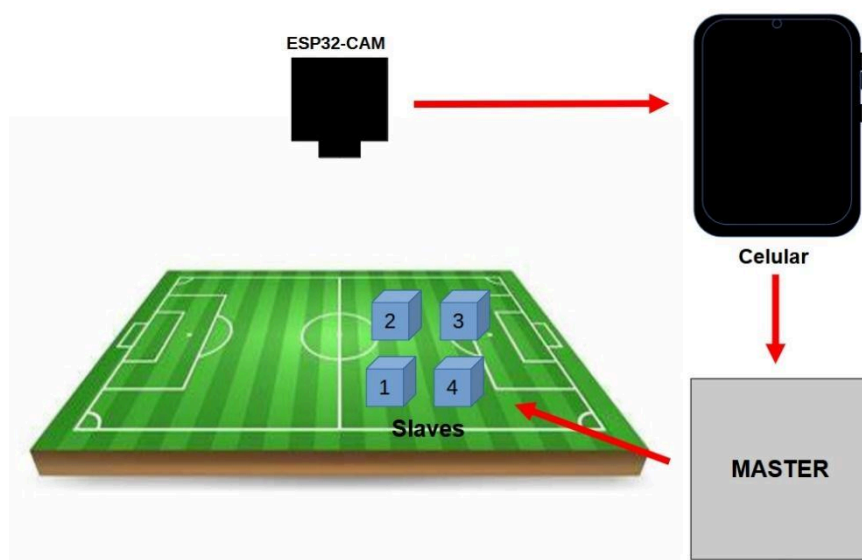 ESP32-CAM
Celular
2
3
1
4
Slaves
MASTER